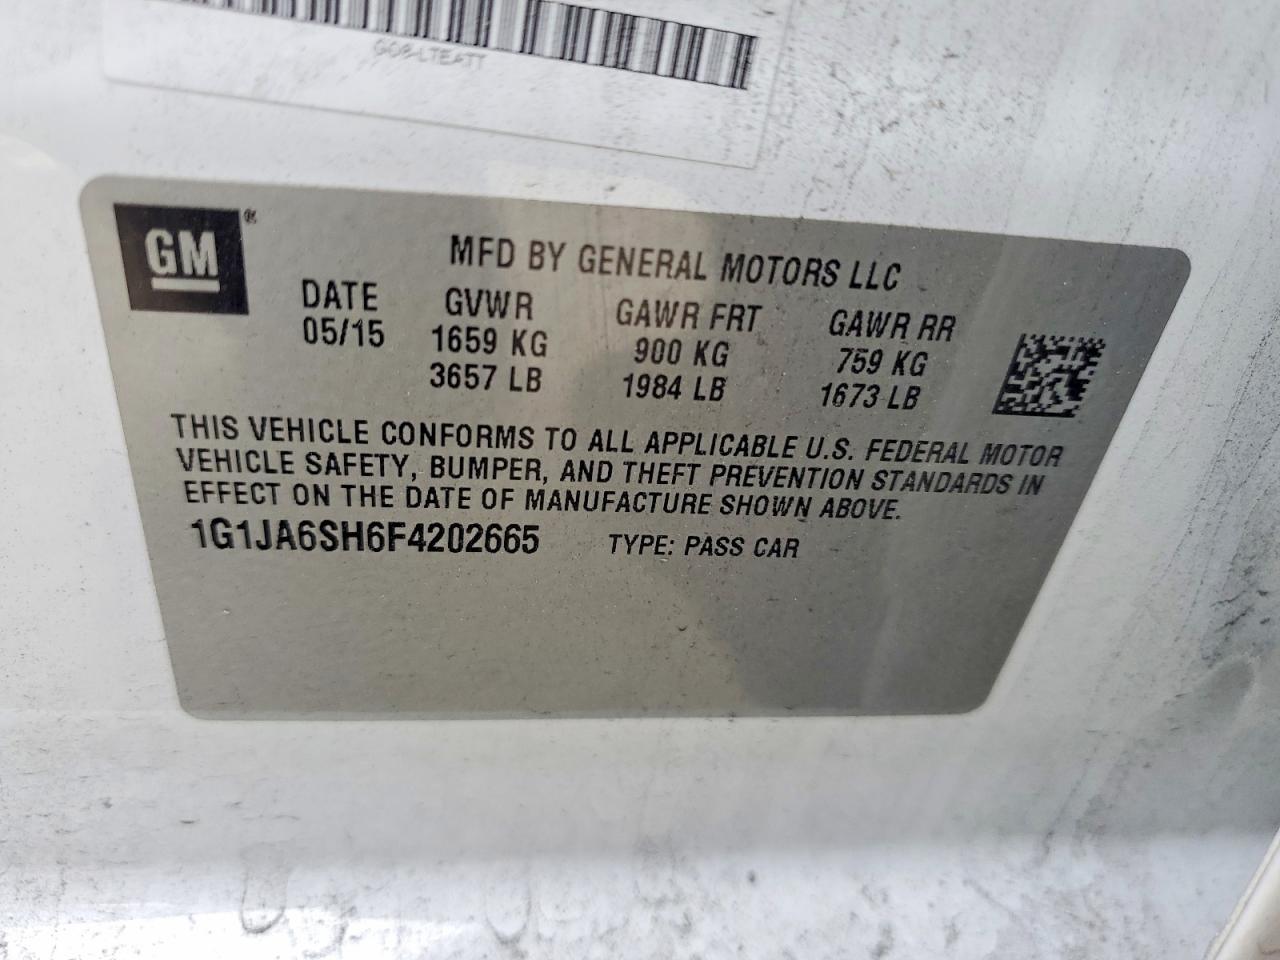 GM®
MFD BY GENERAL MOTORS LLC
DATE GVWR GAWR FRT GAWR RR
05/15 1659 KG 900 KG 759 KG
3657 LB 1984 LB 1673 LB
THIS VEHICLE CONFORMS TO ALL APPLICABLE U.S. FEDERAL MOTOR
VEHICLE SAFETY, BUMPER, AND THEFT PREVENTION STANDARDS IN
EFFECT ON THE DATE OF MANUFACTURE SHOWN ABOVE.
1G1JA6SH6F4202665 TYPE: PASS CAR